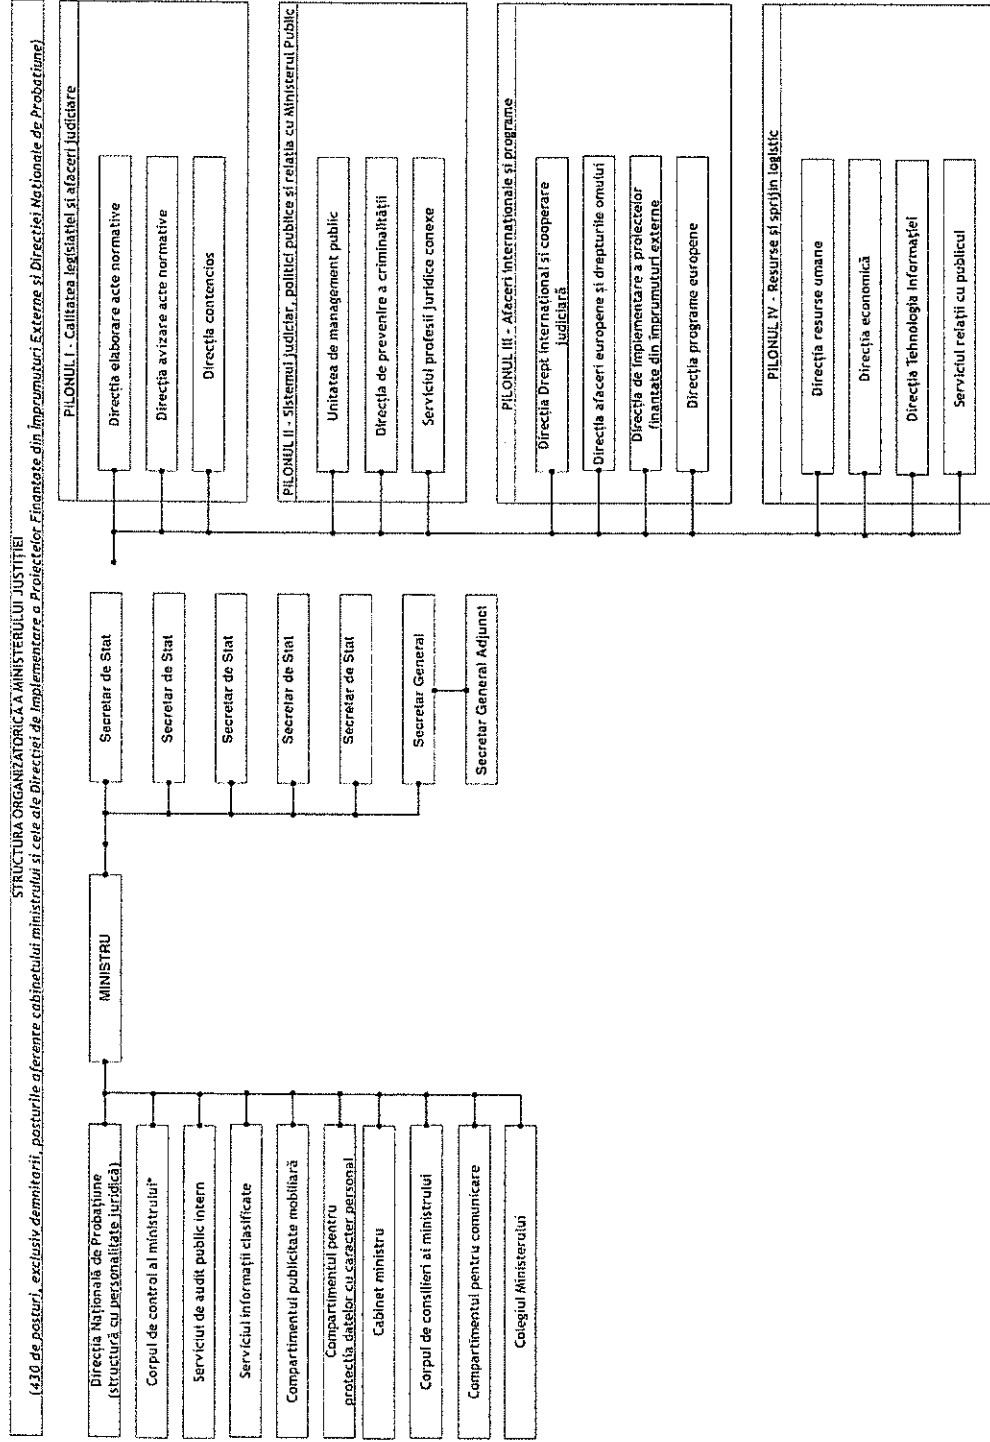 STRUCTURA ORGANIZATORICĂ A MINISTERULUI JUSTIȚIEI
(430 de posturi, exclusiv demnitarii, posturile aferente cabinetului ministrului și cele ale Direcției de Implementare a Proiectelor Finanțate din Împrumuturi Externe și Direcției Naționale de Probațiune)
Direcția Națională de Probațiune
(structură cu personalitate juridică)
Corpul de control al ministrului*
Serviciul de audit public intern
Serviciul informații clasificate
Compartimentul publicitate mobiliară
Compartimentul pentru
protecția datelor cu caracter personal
Cabinet ministru
Corpul de consilieri ai ministrului
Compartimentul pentru comunicare
Colegiul Ministerului
MINISTRU
Secretar de Stat
Secretar de Stat
Secretar de Stat
Secretar de Stat
Secretar de Stat
Secretar General
Secretar General Adjunct
PILONUL I - Calitatea legislației și afaceri judiciare
Direcția elaborare acte normative
Direcția avizare acte normative
Direcția contencios
PILONUL II - Sistemul judiciar, politici publice și relația cu Ministerul Public
Unitatea de management public
Direcția de prevenire a criminalității
Serviciul profesii juridice conexe
PILONUL III - Afaceri internaționale și programe
Direcția Drept internațional și cooperare
judiciară
Direcția afaceri europene și drepturile omului
Direcția de implementare a proiectelor
finanțate din împrumuturi externe
Direcția programe europene
PILONUL IV - Resurse și sprijin logistic
Direcția resurse umane
Direcția economică
Direcția Tehnologia Informației
Serviciul relații cu publicul